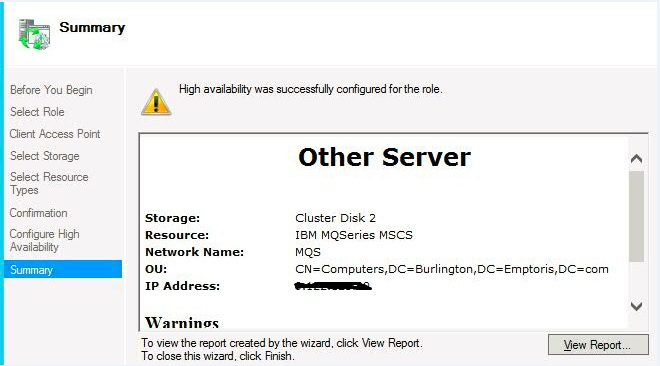 Summary
Before You Begin
Select Role
Client Access Point
Select Storage
Select Resource
Types
Confirmation
Configure High
Availability
Summary
High availability was successfully configured for the role.
Other Server
Storage: Cluster Disk 2
Resource: IBM MQSeries MSCS
Network Name: MQS
OU: CN=Computers,DC=Burlington,DC=Emptoris,DC=com
IP Address:
Warnings
To view the report created by the wizard, click View Report.
To close this wizard, click Finish.
View Report...